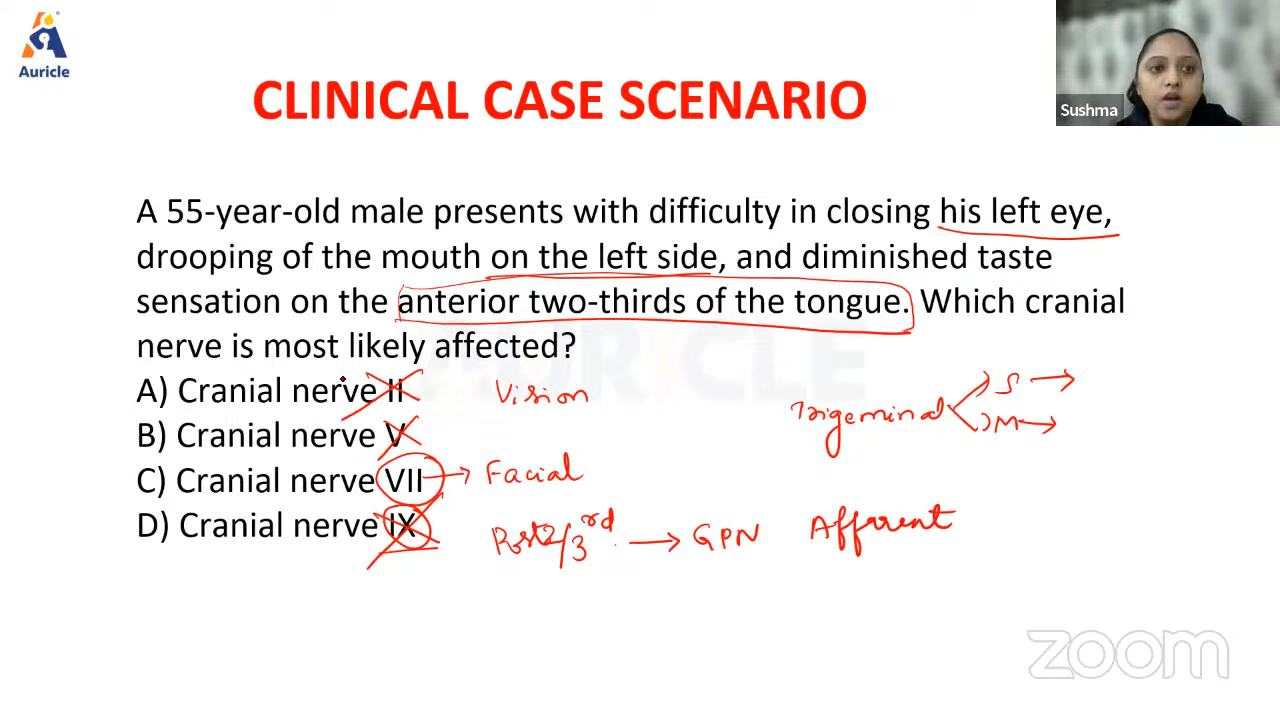 Auricle
Sushma
CLINICAL CASE SCENARIO
A 55-year-old male presents with difficulty in closing his left eye,
drooping of the mouth on the left side, and diminished taste
sensation on the anterior two-thirds of the tongue. Which cranial
nerve is most likely affected?
AURICLE
A) Cranial nerve II Vision
Trigeminal S
M
B) Cranial nerve V
C) Cranial nerve VII → Facial
D) Cranial nerve IX Post 2/3rd → GPN Afferent
zoom